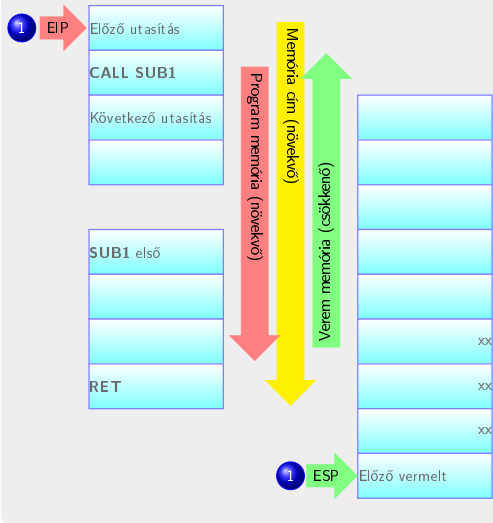 1
EIP
Előző utasítás
CALL SUB1
Következő utasítás
SUB1 első
RET
Program memória (növekvő)
Memória cím (növekvő)
Verem memória (csökkenő)
xx
xx
xx
1
ESP
Előző vermelt